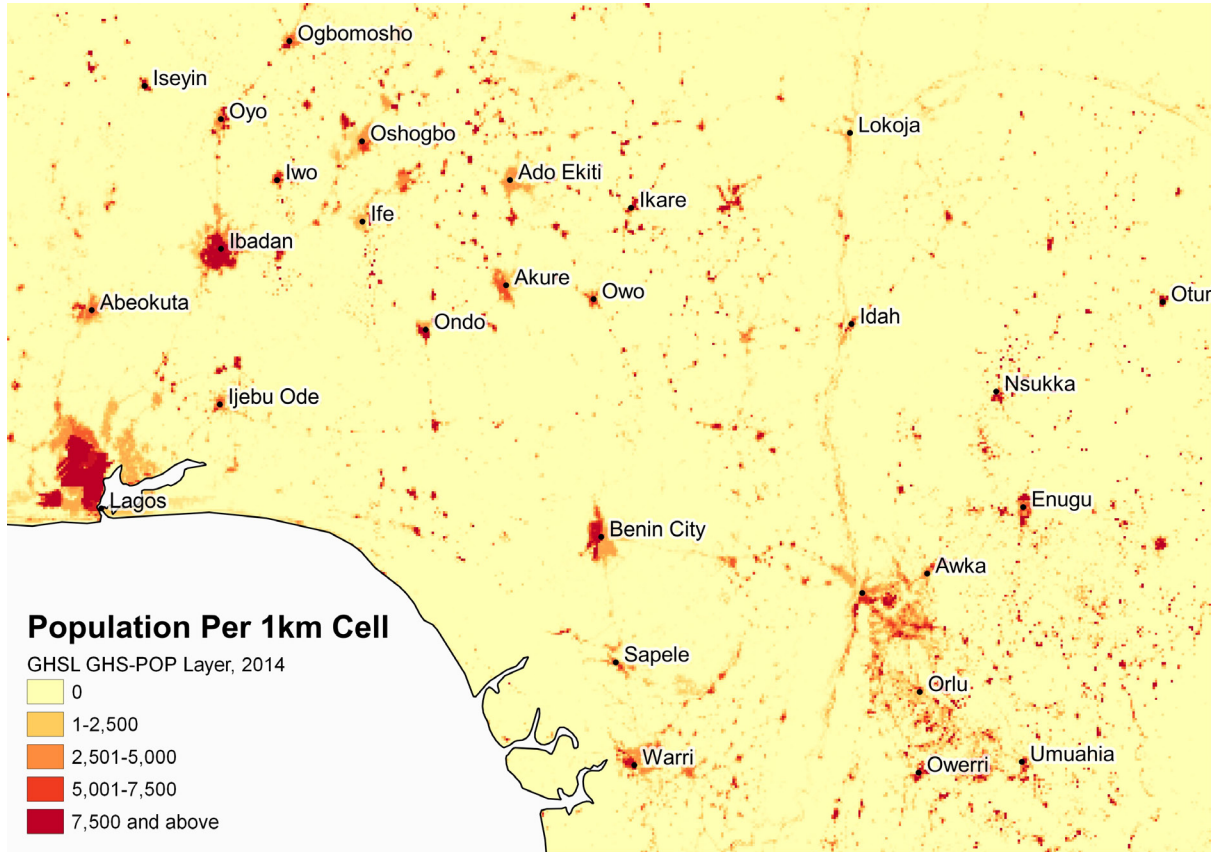 Ogbomosho
Iseyin
Oyo
Oshogbo
Lokoja
Iwo
Ado Ekiti
Ikare
Ife
Ibadan
Akure
Owo
Abeokuta
Otur
Ondo
Idah
Nsukka
Ijebu Ode
Lagos
Enugu
Benin City
Awka
Sapele
Orlu
Warri
Owerri
Umuahia
Population Per 1km Cell
GHSL GHS-POP Layer, 2014
0
1-2,500
2,501-5,000
5,001-7,500
7,500 and above